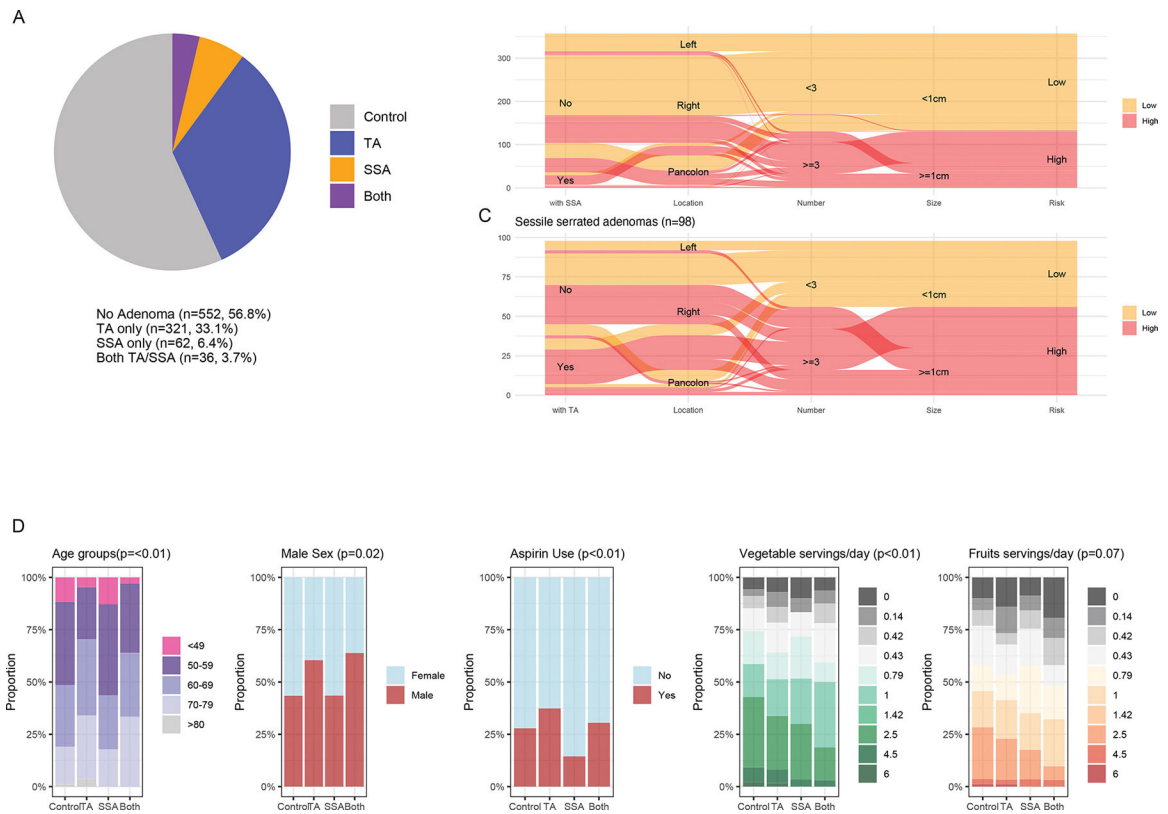 A
Control
TA
SSA
Both
No Adenoma (n=552, 56.8%)
TA only (n=321, 33.1%)
SSA only (n=62, 6.4%)
Both TA/SSA (n=36, 3.7%)
300
200
100
0
Left
No
Right
Yes
Pancolon
<3
>=3
<1cm
>=1cm
Low
High
with SSA
Location
Number
Size
Risk
Low
High
C
Sessile serrated adenomas (n=98)
100
75
50
25
0
Left
No
Right
Yes
Pancolon
<3
>=3
<1cm
>=1cm
Low
High
with TA
Location
Number
Size
Risk
Low
High
D
Age groups(p=<0.01)
Proportion
100%
75%
50%
25%
0%
Control TA SSA Both
<49
50-59
60-69
70-79
>80
Male Sex (p=0.02)
Proportion
100%
75%
50%
25%
0%
Control TA SSA Both
Female
Male
Aspirin Use (p<0.01)
Proportion
100%
75%
50%
25%
0%
Control TA SSA Both
No
Yes
Vegetable servings/day (p<0.01)
Proportion
100%
75%
50%
25%
0%
Control TA SSA Both
0
0.14
0.42
0.43
0.79
1
1.42
2.5
4.5
6
Fruits servings/day (p=0.07)
Proportion
100%
75%
50%
25%
0%
Control TA SSA Both
0
0.14
0.42
0.43
0.79
1
1.42
2.5
4.5
6